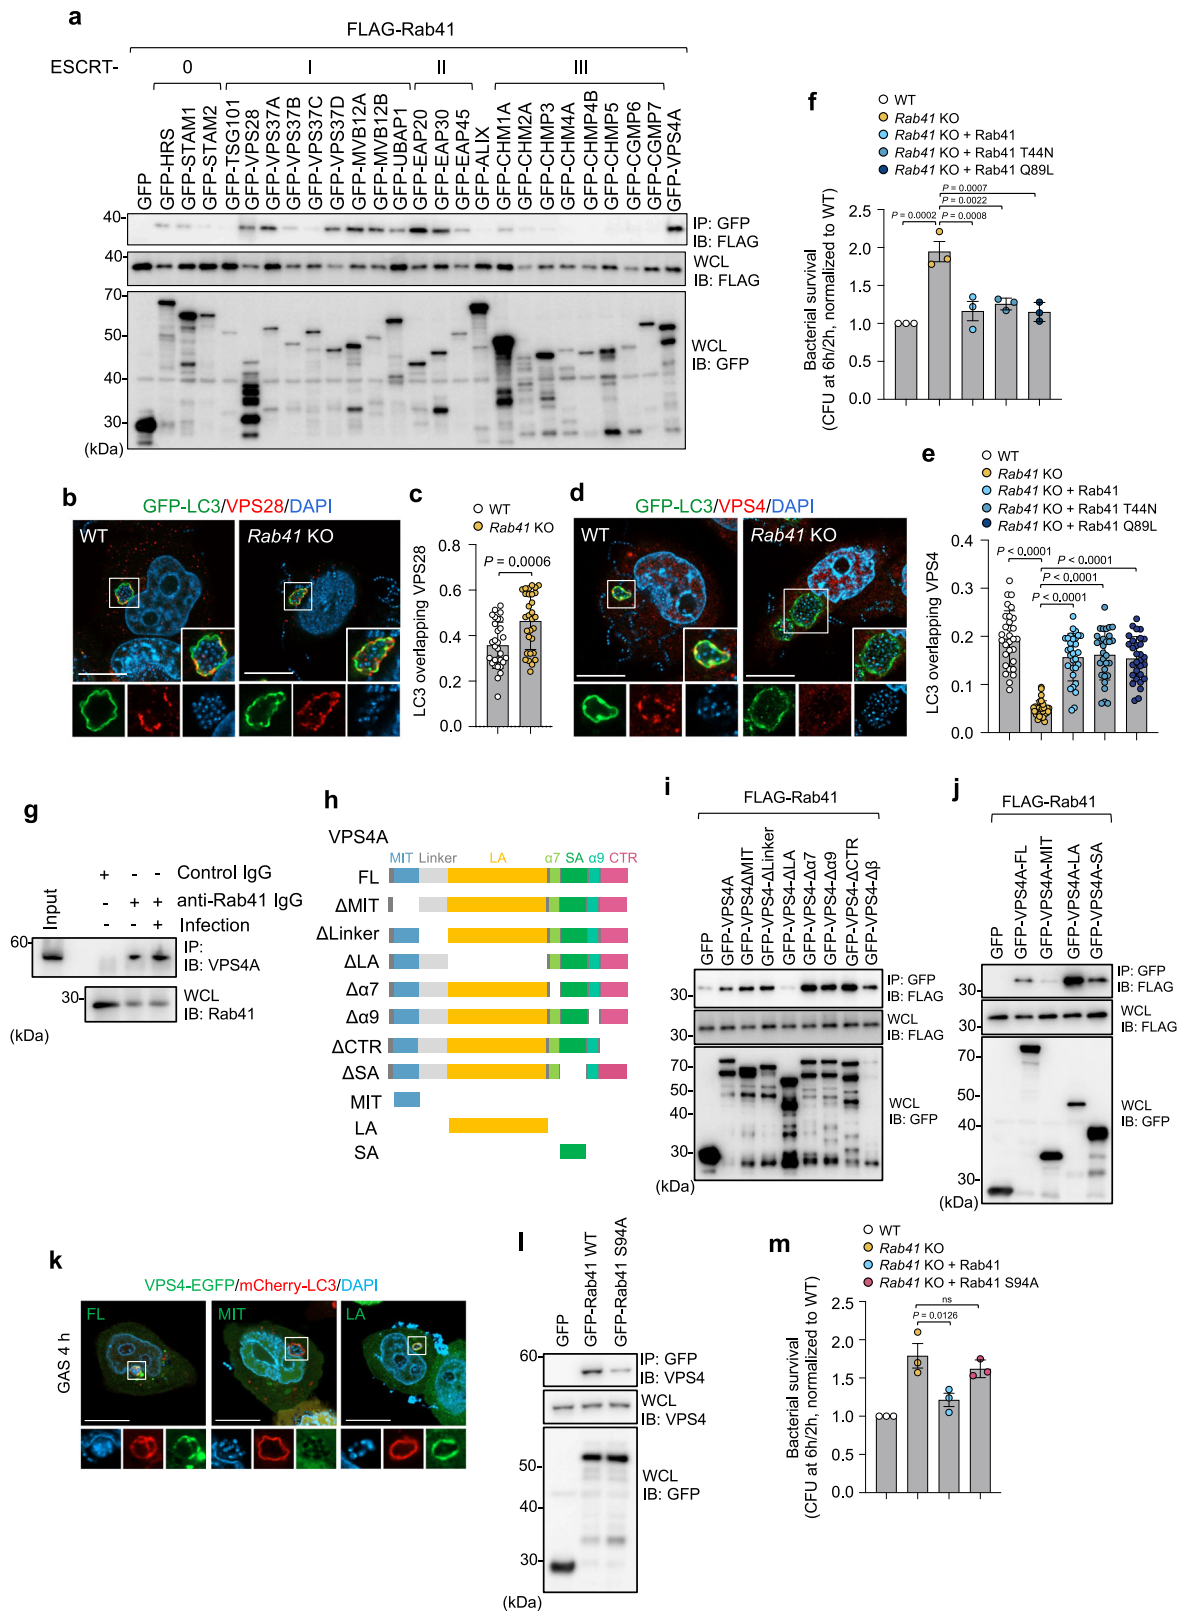 a
FLAG-Rab41
ESCRT- 0 I II III
GFP
GFP-HRS
GFP-STAM1
GFP-STAM2
GFP-TSG101
GFP-VPS28
GFP-VPS37A
GFP-VPS37B
GFP-VPS37C
GFP-VPS37D
GFP-MVB12A
GFP-MVB12B
GFP-UBAP1
GFP-EAP20
GFP-EAP30
GFP-EAP45
GFP-ALIX
GFP-CHM1A
GFP-CHM2A
GFP-CHMP3
GFP-CHM4A
GFP-CHMP4B
GFP-CHMP5
GFP-CGMP6
GFP-CGMP7
GFP-VPS4A
40
IP: GFP
IB: FLAG
40
WCL
IB: FLAG
70
60
50
40
30
(kDa)
WCL
IB: GFP
f
WT
Rab41 KO
Rab41 KO + Rab41
Rab41 KO + Rab41 T44N
Rab41 KO + Rab41 Q89L
P = 0.0007
P = 0.0022
P = 0.0002
P = 0.0008
Bacterial survival
(CFU at 6h/2h, normalized to WT)
2.5
2.0
1.5
1.0
0.5
0.0
b
GFP-LC3/VPS28/DAPI
WT
Rab41 KO
c
WT
Rab41 KO
P = 0.0006
LC3 overlapping VPS28
0.8
0.6
0.4
0.2
0.0
d
GFP-LC3/VPS4/DAPI
WT
Rab41 KO
e
WT
Rab41 KO
Rab41 KO + Rab41
Rab41 KO + Rab41 T44N
Rab41 KO + Rab41 Q89L
P < 0.0001
P < 0.0001
P < 0.0001
P < 0.0001
LC3 overlapping VPS4
0.4
0.3
0.2
0.1
0.0
g
Input
+ - - Control IgG
- + + anti-Rab41 IgG
- - + Infection
60
IP:
IB: VPS4A
30
WCL
IB: Rab41
(kDa)
h
VPS4A
MIT Linker LA α7 SA α9 CTR
FL
ΔMIT
ΔLinker
ΔLA
Δα7
Δα9
ΔCTR
ΔSA
MIT
LA
SA
i
FLAG-Rab41
GFP
GFP-VPS4A
GFP-VPS4ΔMIT
GFP-VPS4-ΔLinker
GFP-VPS4-ΔLA
GFP-VPS4-Δα7
GFP-VPS4-Δα9
GFP-VPS4-ΔCTR
GFP-VPS4-Δβ
30
IP: GFP
IB: FLAG
30
WCL
IB: FLAG
70
60
50
40
30
(kDa)
WCL
IB: GFP
j
FLAG-Rab41
GFP
GFP-VPS4A-FL
GFP-VPS4A-MIT
GFP-VPS4A-LA
GFP-VPS4A-SA
30
IP: GFP
IB: FLAG
30
WCL
IB: FLAG
70
50
40
30
(kDa)
WCL
IB: GFP
k
VPS4-EGFP/mCherry-LC3/DAPI
GAS 4 h
FL
MIT
LA
l
GFP
GFP-Rab41 WT
GFP-Rab41 S94A
60
IP: GFP
IB: VPS4
WCL
IB: VPS4
50
40
30
(kDa)
WCL
IB: GFP
m
WT
Rab41 KO
Rab41 KO + Rab41
Rab41 KO + Rab41 S94A
ns
P = 0.0126
Bacterial survival
(CFU at 6h/2h, normalized to WT)
2.5
2.0
1.5
1.0
0.5
0.0